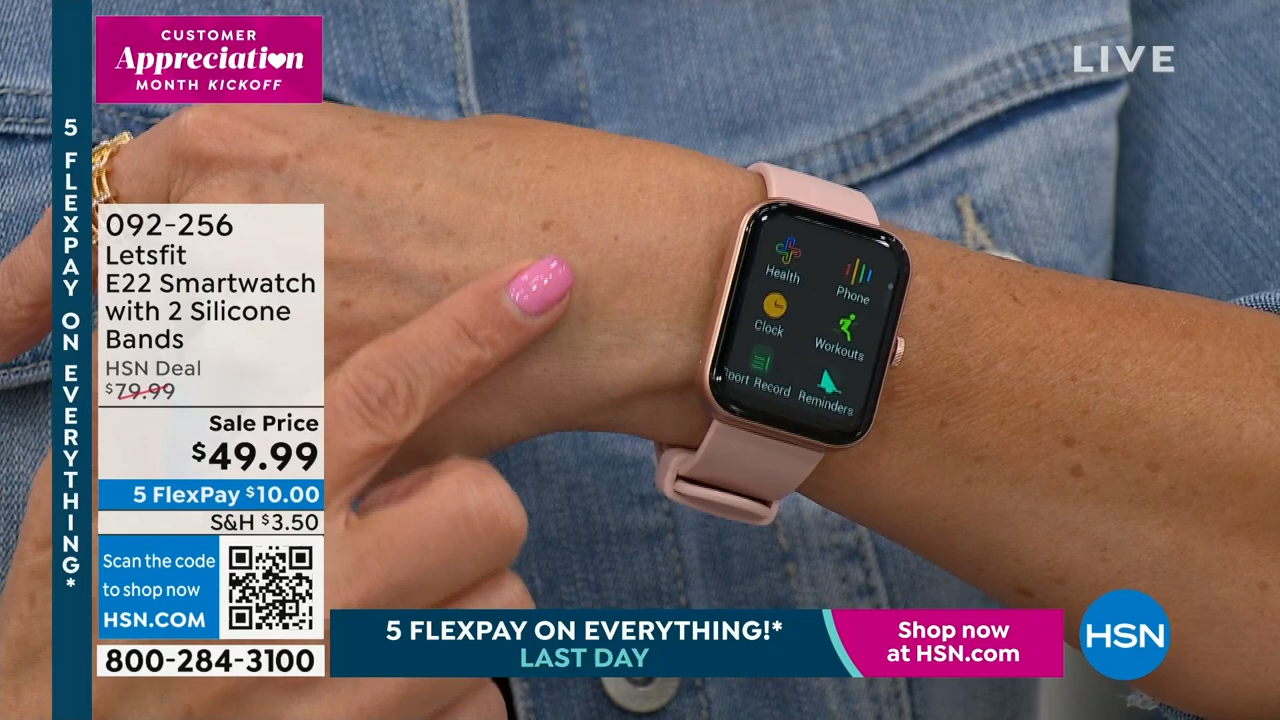 CUSTOMER
Appreciation
MONTH KICKOFF
LIVE
5 FLEXPAY ON EVERYTHING!*
092-256
Letsfit
E22 Smartwatch
with 2 Silicone
Bands
HSN Deal
$79.99
Sale Price
$49.99
5 FlexPay $10.00
S&H $3.50
Scan the code
to shop now
HSN.COM
800-284-3100
Health
Phone
Clock
Workouts
port Record
Reminders
5 FLEXPAY ON EVERYTHING!*
LAST DAY
Shop now
at HSN.com
HSN